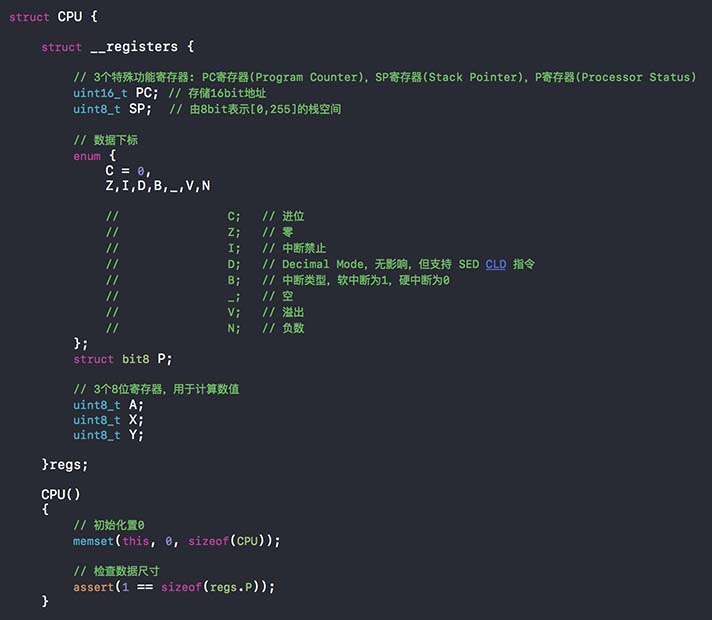 struct CPU {
struct __registers {
// 3个特殊功能寄存器: PC寄存器(Program Counter), SP寄存器(Stack Pointer), P寄存器(Processor Status)
uint16_t PC; // 存储16bit地址
uint8_t SP; // 由8bit表示[0,255]的栈空间
// 数据下标
enum {
C = 0,
Z,I,D,B,_,V,N
// C; // 进位
// Z; // 零
// I; // 中断禁止
// D; // Decimal Mode, 无影响, 但支持 SED CLD 指令
// B; // 中断类型, 软中断为1, 硬中断为0
// _; // 空
// V; // 溢出
// N; // 负数
};
struct bit8 P;
// 3个8位寄存器, 用于计算数值
uint8_t A;
uint8_t X;
uint8_t Y;
}regs;
CPU()
{
// 初始化置0
memset(this, 0, sizeof(CPU));
// 检查数据尺寸
assert(1 == sizeof(regs.P));
}